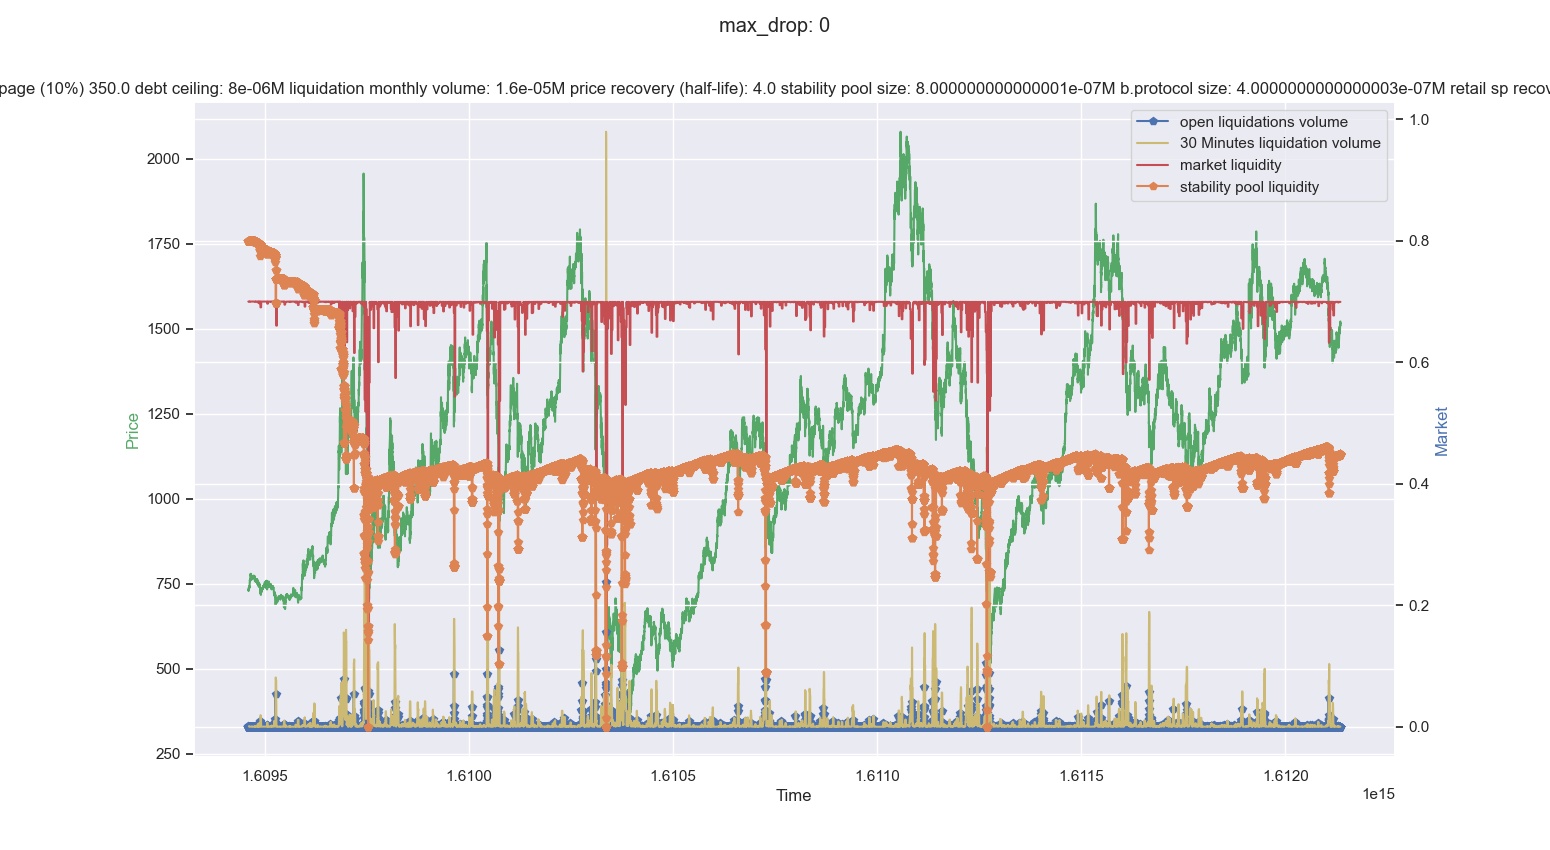 max_drop: 0
page (10%) 350.0 debt ceiling: 8e-06M liquidation monthly volume: 1.6e-05M price recovery (half-life): 4.0 stability pool size: 8.000000000000001e-07M b.protocol size: 4.0000000000000003e-07M retail sp recov
open liquidations volume
30 Minutes liquidation volume
market liquidity
stability pool liquidity
2000
1750
1500
1250
1000
750
500
250
Price
1.0
0.8
0.6
0.4
0.2
0.0
Market
1.6095 1.6100 1.6105 1.6110 1.6115 1.6120
Time
1e15